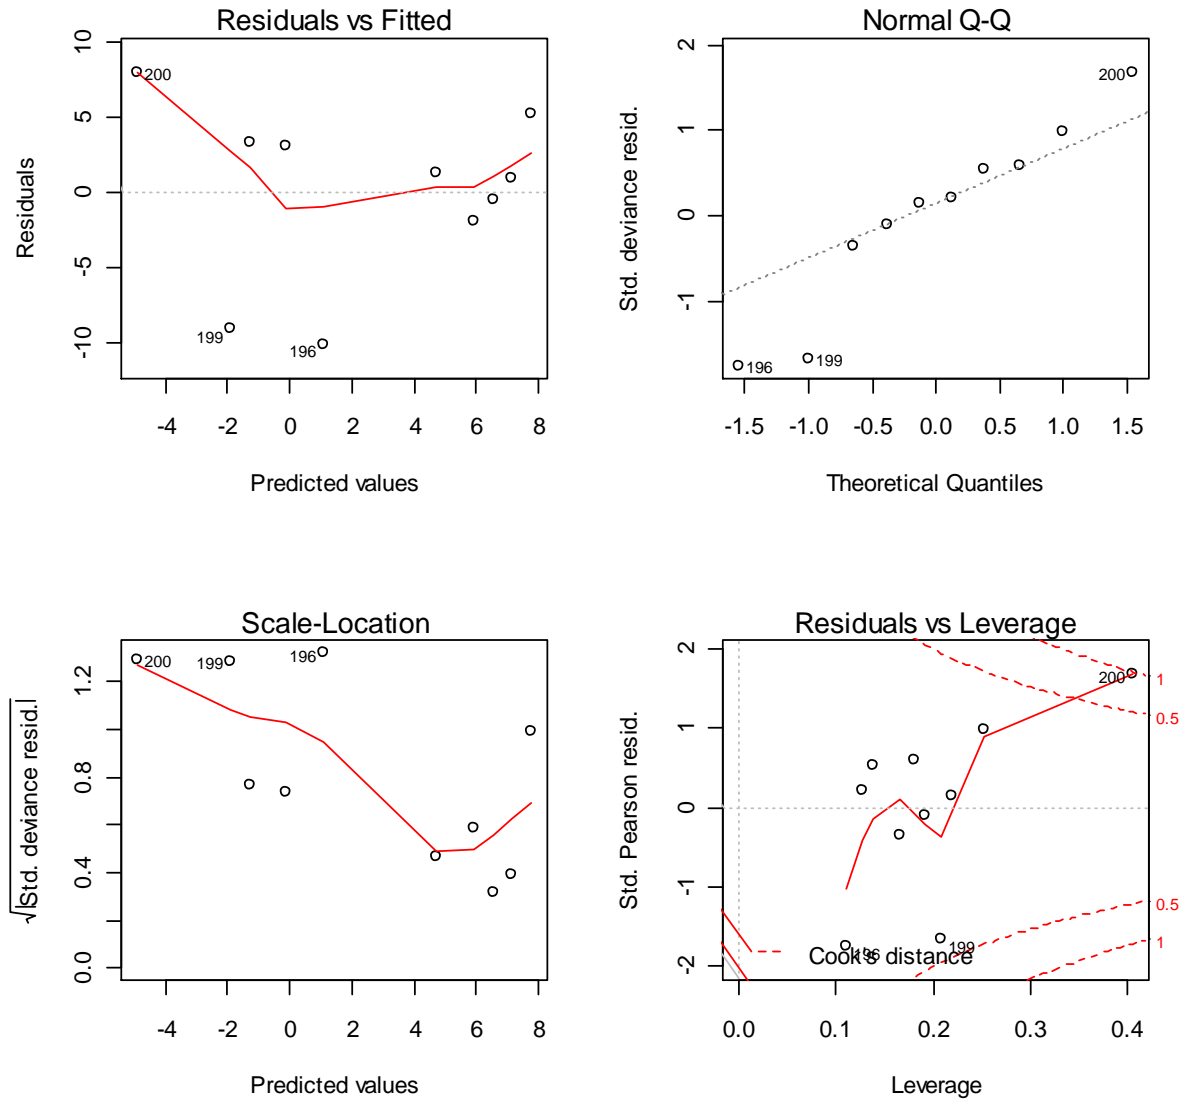 Residuals vs Fitted
10
5
0
-5
-10
Residuals
200
199
196
-4 -2 0 2 4 6 8
Predicted values
Normal Q-Q
2
1
0
-1
Std. deviance resid.
200
196
199
-1.5 -1.0 -0.5 0.0 0.5 1.0 1.5
Theoretical Quantiles
Scale-Location
1.2
0.8
0.4
0.0
√|Std. deviance resid.|
200
199
196
-4 -2 0 2 4 6 8
Predicted values
Residuals vs Leverage
2
1
0
-1
-2
Std. Pearson resid.
200
1
0.5
0.5
1
196
199
Cook's distance
0.0 0.1 0.2 0.3 0.4
Leverage